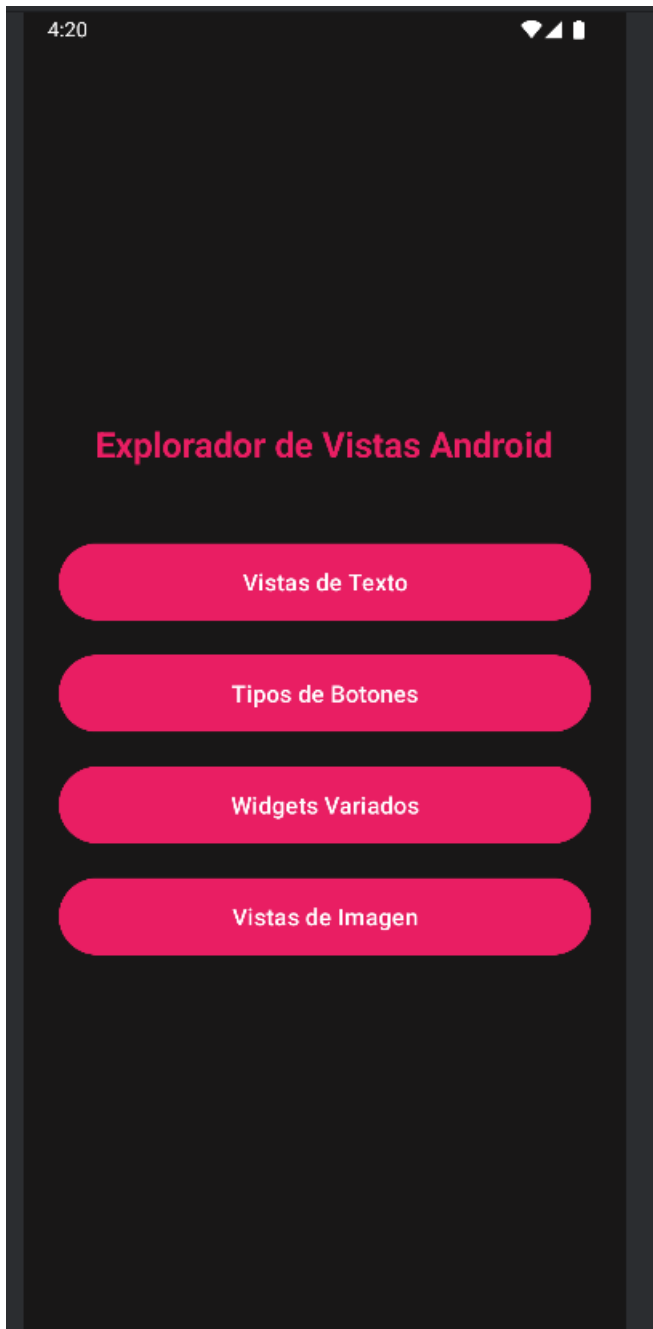 4:20
Explorador de Vistas Android
Vistas de Texto
Tipos de Botones
Widgets Variados
Vistas de Imagen